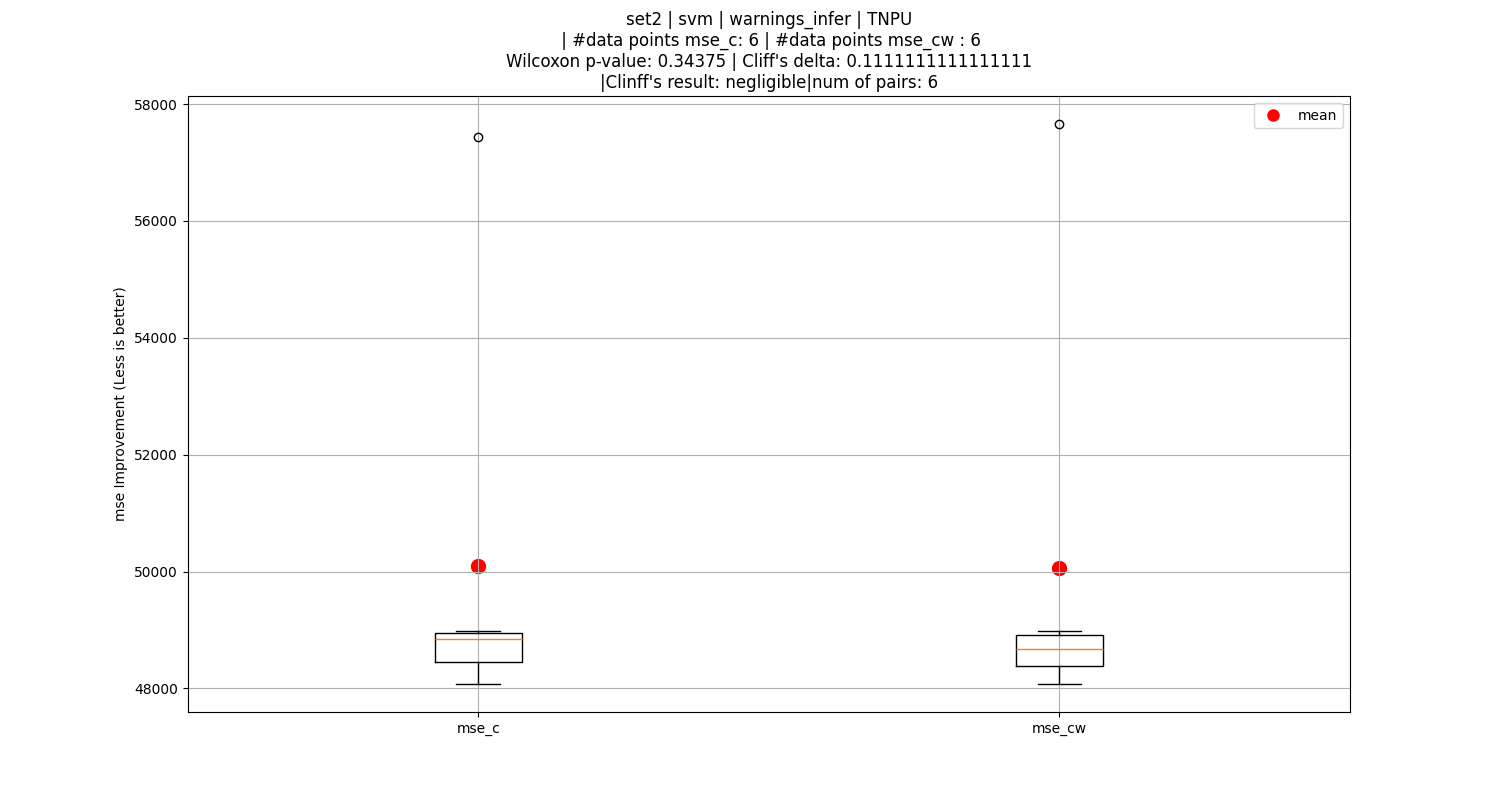 set2 | svm | warnings_infer | TNPU
| #data points mse_c: 6 | #data points mse_cw : 6
Wilcoxon p-value: 0.34375 | Cliff's delta: 0.1111111111111111
|Clinff's result: negligible|num of pairs: 6
mean
58000
56000
54000
52000
50000
48000
mse Improvement (Less is better)
mse_c
mse_cw